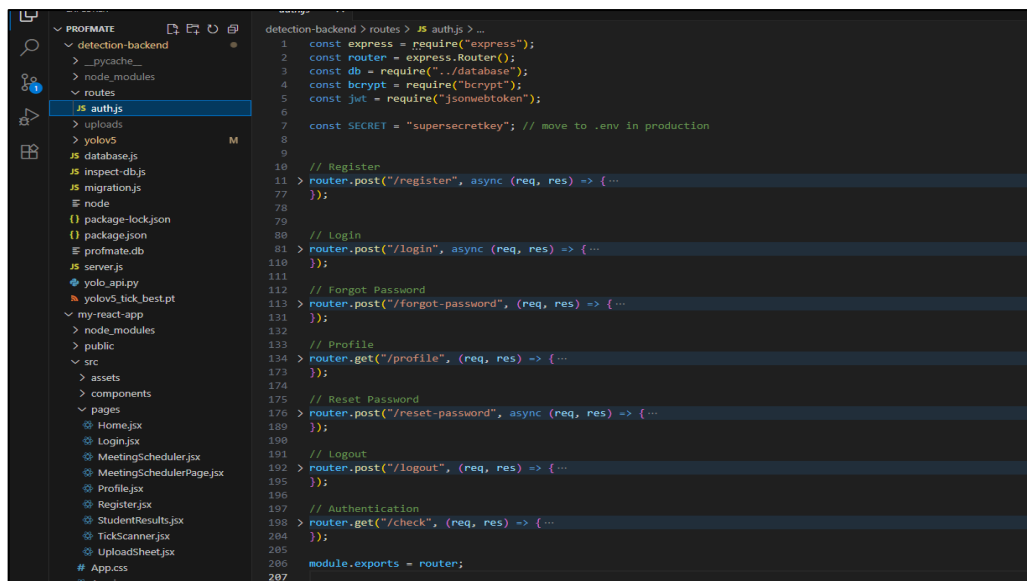 PROFMATE
detection-backend
__pycache__
node_modules
routes
JS auth.js
uploads
yolov5 M
JS database.js
JS inspect-db.js
JS migration.js
node
{} package-lock.json
{} package.json
profmate.db
JS server.js
yolo_api.py
yolov5_tick_best.pt
my-react-app
node_modules
public
src
assets
components
pages
Home.jsx
Login.jsx
MeetingScheduler.jsx
MeetingSchedulerPage.jsx
Profile.jsx
Register.jsx
StudentResults.jsx
TickScanner.jsx
UploadSheet.jsx
# App.css
1
detection-backend > routes > JS auth.js > ...
1 const express = require("express");
2 const router = express.Router();
3 const db = require("../database");
4 const bcrypt = require("bcrypt");
5 const jwt = require("jsonwebtoken");
6
7 const SECRET = "supersecretkey"; // move to .env in production
8
9
10 // Register
11 > router.post("/register", async (req, res) => { ...
77 });
78
79
80 // Login
81 > router.post("/login", async (req, res) => { ...
110 });
111
112 // Forgot Password
113 > router.post("/forgot-password", (req, res) => { ...
131 });
132
133 // Profile
134 > router.get("/profile", (req, res) => { ...
173 });
174
175 // Reset Password
176 > router.post("/reset-password", async (req, res) => { ...
189 });
190
191 // Logout
192 > router.post("/logout", (req, res) => { ...
195 });
196
197 // Authentication
198 > router.get("/check", (req, res) => { ...
204 });
205
206 module.exports = router;
207